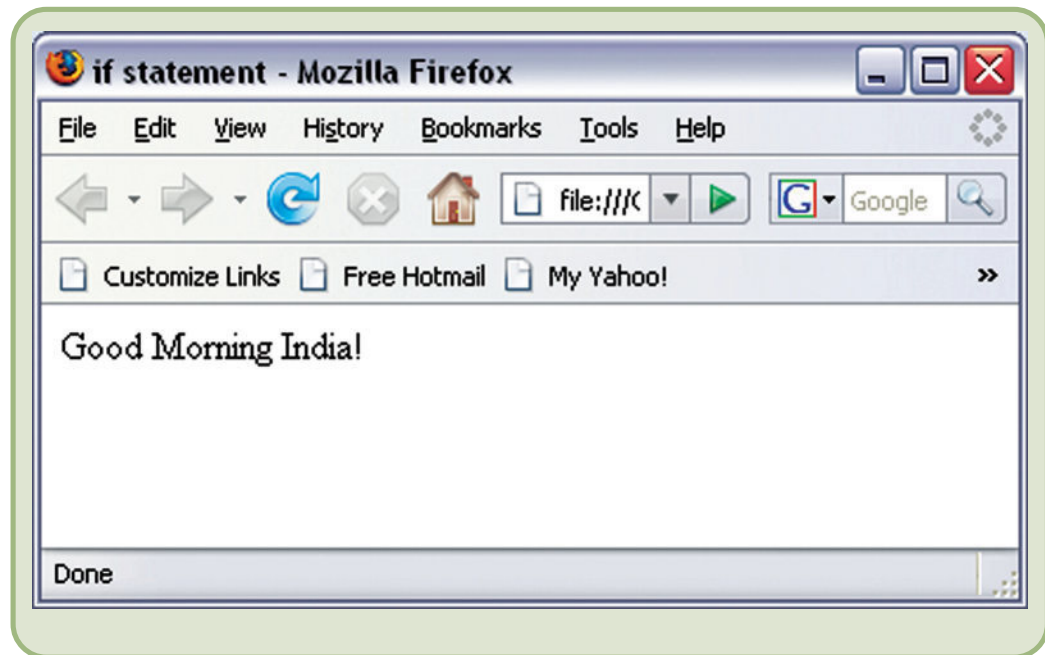 if statement - Mozilla Firefox
File Edit View History Bookmarks Tools Help
file:///C G Google
Customize Links Free Hotmail My Yahoo! »
Good Morning India!
Done